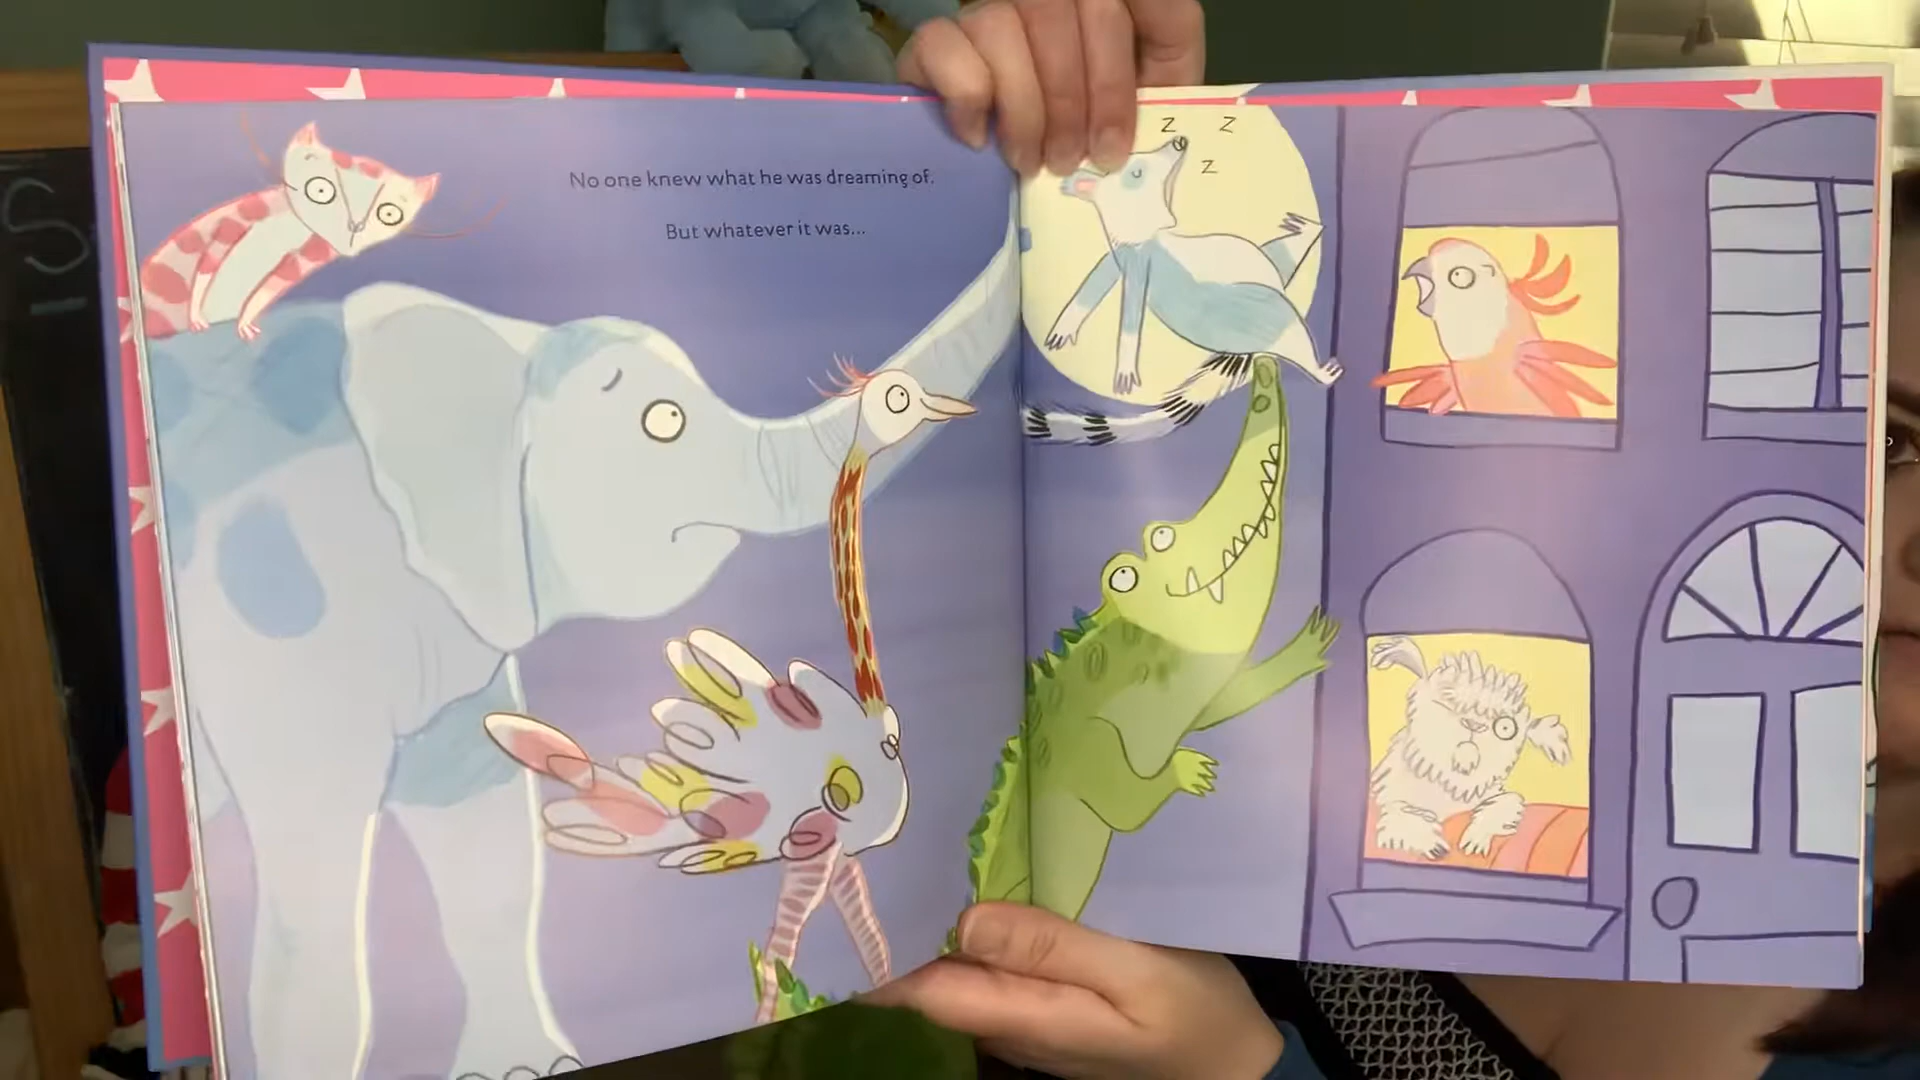 No one knew what he was dreaming of.
But whatever it was...
z z
z
S